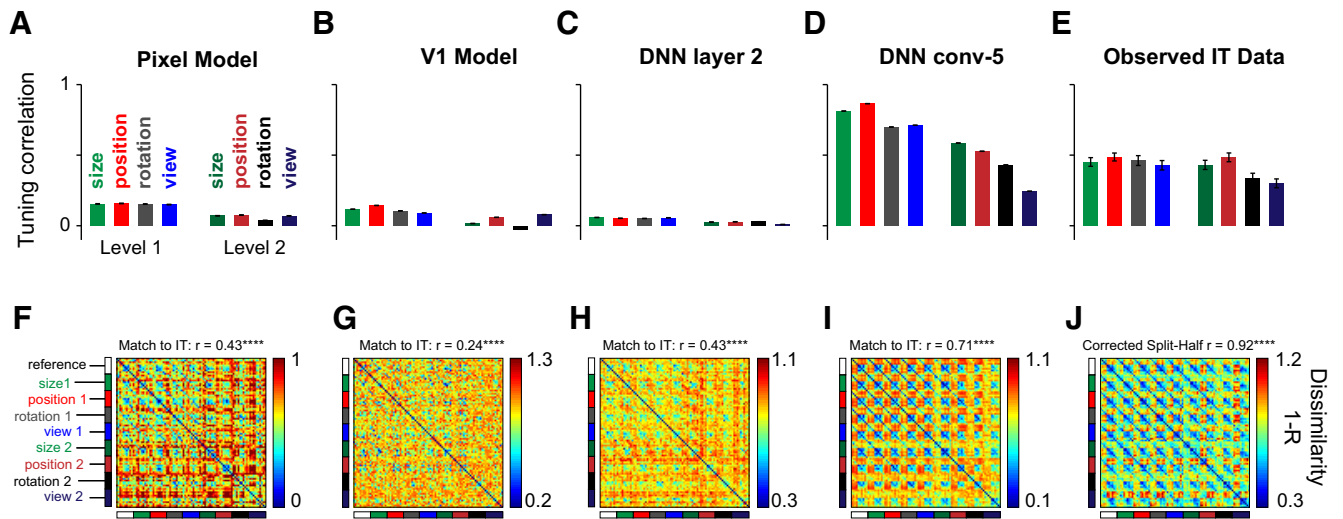 A
B
C
D
E
Pixel Model
V1 Model
DNN layer 2
DNN conv-5
Observed IT Data
Tuning correlation
1
0
size
position
rotation
view
size
position
rotation
view
Level 1
Level 2
F
G
H
I
J
Match to IT: r = 0.43****
Match to IT: r = 0.24****
Match to IT: r = 0.43****
Match to IT: r = 0.71****
Corrected Split-Half r = 0.92****
reference
size1
position 1
rotation 1
view 1
size 2
position 2
rotation 2
view 2
1
0
1.3
0.2
1.1
0.3
1.1
0.1
1.2
0.3
Dissimilarity
1-R